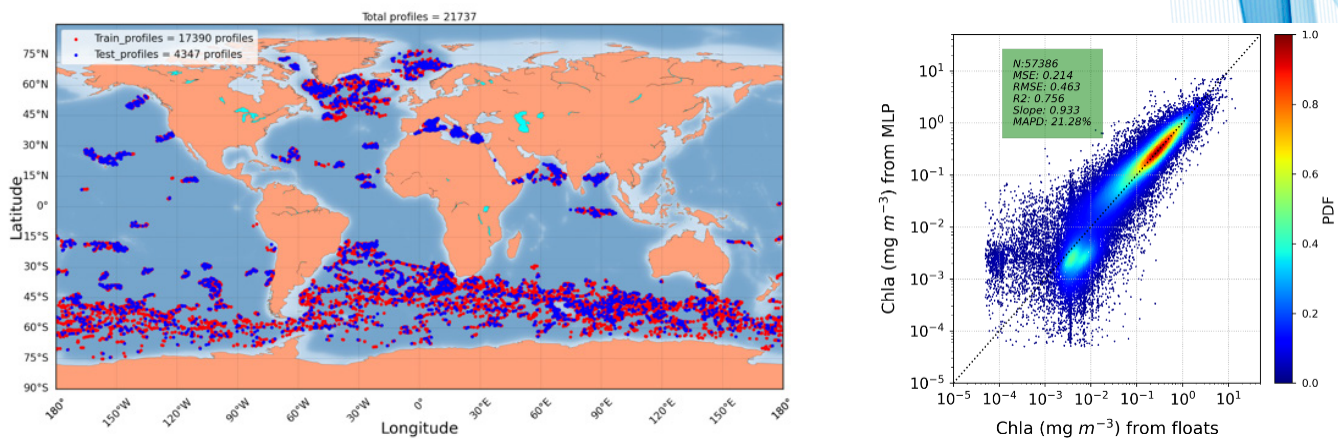 Total profiles = 21737
Train_profiles = 17390 profiles
Test_profiles = 4347 profiles
75°N
60°N
45°N
30°N
15°N
0°
15°S
30°S
45°S
60°S
75°S
90°S
Latitude
180°
150°W
120°W
90°W
60°W
30°W
0°
30°E
60°E
90°E
120°E
150°E
180°
Longitude
N:57386
MSE: 0.214
RMSE: 0.463
R2: 0.756
Slope: 0.933
MAPD: 21.28%
10¹
10⁰
10⁻¹
10⁻²
10⁻³
10⁻⁴
10⁻⁵
Chla (mg m⁻³) from MLP
10⁻⁵
10⁻⁴
10⁻³
10⁻²
10⁻¹
10⁰
10¹
Chla (mg m⁻³) from floats
1.0
0.8
0.6
0.4
0.2
0.0
PDF